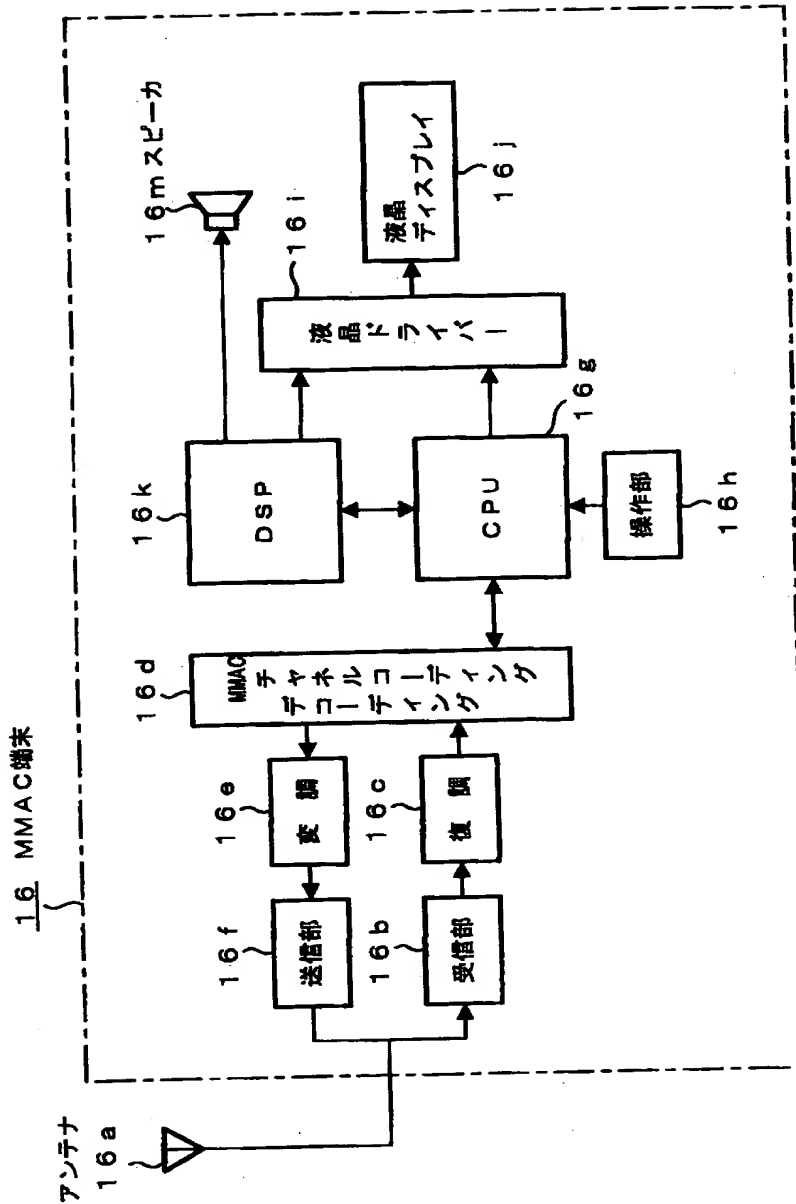 16 MMAC端末
アンテナ
16a
16f
送信部
16e
変調
16b
受信部
16c
復調
16d
MMAC
チャネルコーディング
デコーディング
16k
DSP
CPU
16g
操作部
16h
16m スピーカ
16i
液晶ドライバー
液晶
ディスプレイ
16j